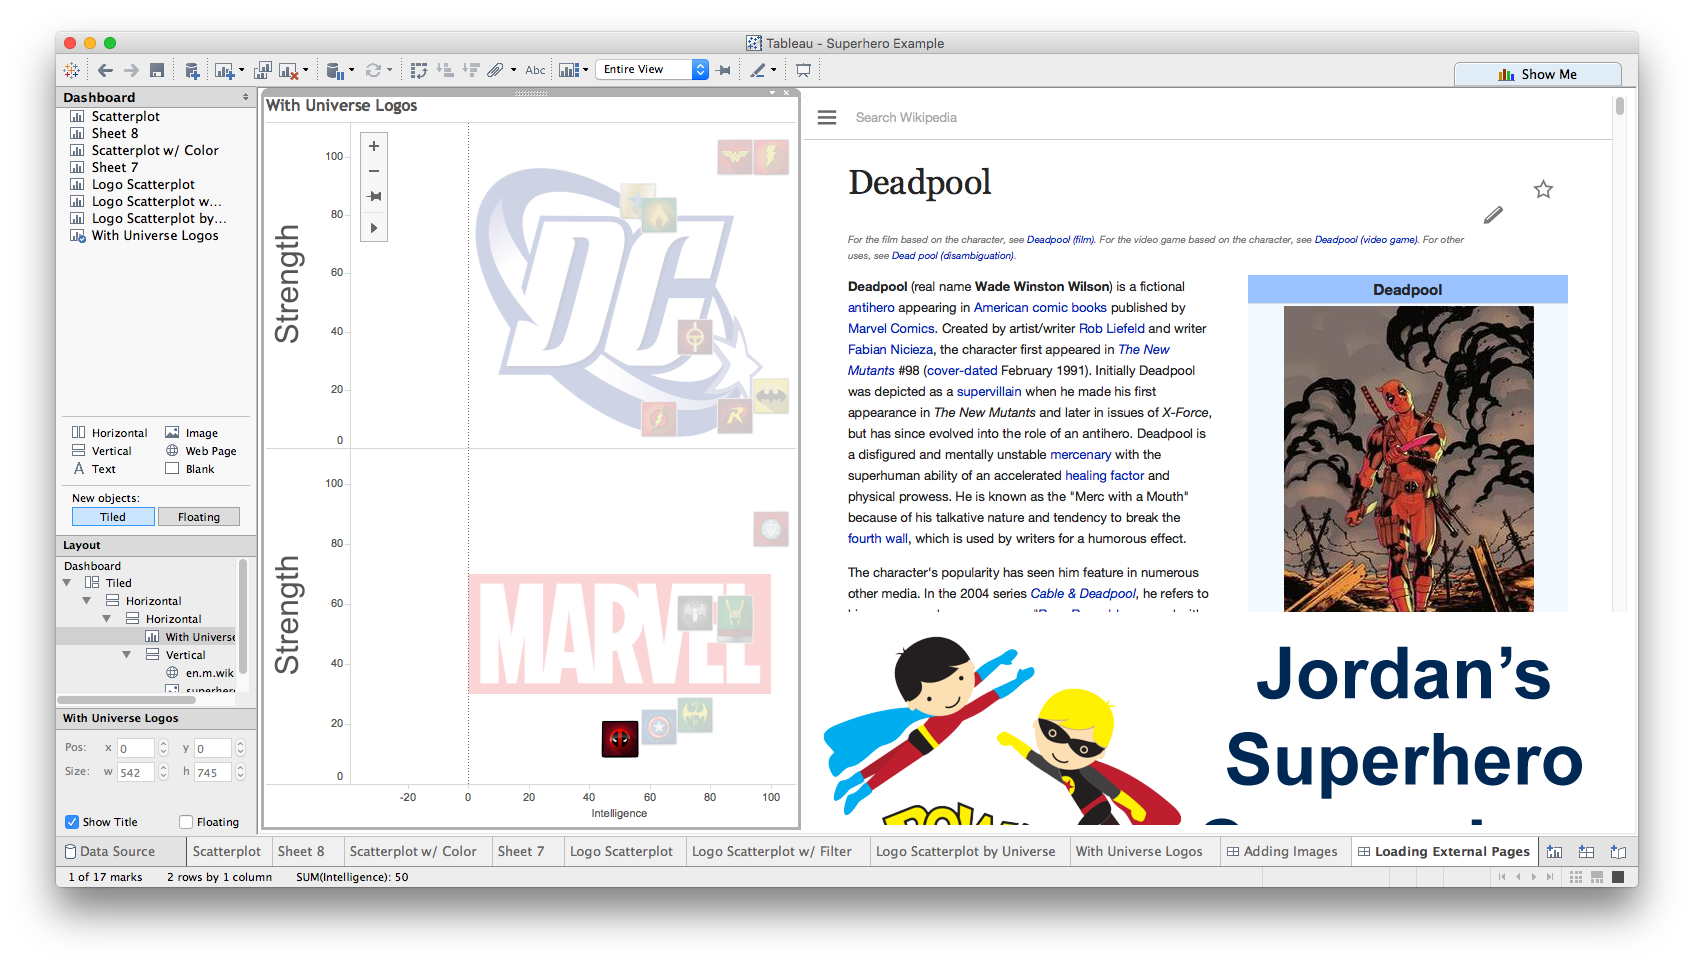 Tableau - Superhero Example
Abc
Entire View
Show Me
Dashboard
Scatterplot
Sheet 8
Scatterplot w/ Color
Sheet 7
Logo Scatterplot
Logo Scatterplot w...
Logo Scatterplot by...
With Universe Logos
Horizontal
Image
Vertical
Web Page
A Text
Blank
New objects:
Tiled
Floating
Layout
Dashboard
Tiled
Horizontal
Horizontal
With Universe
Vertical
en.m.wik
superhero
With Universe Logos
Pos: x 0 y 0
Size: w 542 h 745
Show Title
Floating
With Universe Logos
Strength
100
80
60
40
20
0
DC
Strength
100
80
60
40
20
0
MARVEL
-20 0 20 40 60 80 100
Intelligence
Search Wikipedia
Deadpool
For the film based on the character, see Deadpool (film). For the video game based on the character, see Deadpool (video game). For other
uses, see Dead pool (disambiguation).
Deadpool (real name Wade Winston Wilson) is a fictional
antihero appearing in American comic books published by
Marvel Comics. Created by artist/writer Rob Liefeld and writer
Fabian Nicieza, the character first appeared in The New
Mutants #98 (cover-dated February 1991). Initially Deadpool
was depicted as a supervillain when he made his first
appearance in The New Mutants and later in issues of X-Force,
but has since evolved into the role of an antihero. Deadpool is
a disfigured and mentally unstable mercenary with the
superhuman ability of an accelerated healing factor and
physical prowess. He is known as the "Merc with a Mouth"
because of his talkative nature and tendency to break the
fourth wall, which is used by writers for a humorous effect.
The character's popularity has seen him feature in numerous
other media. In the 2004 series Cable & Deadpool, he refers to
Deadpool
POW
Jordan's
Superhero
Data Source
Scatterplot
Sheet 8
Scatterplot w/ Color
Sheet 7
Logo Scatterplot
Logo Scatterplot w/ Filter
Logo Scatterplot by Universe
With Universe Logos
Adding Images
Loading External Pages
1 of 17 marks
2 rows by 1 column
SUM(Intelligence): 50